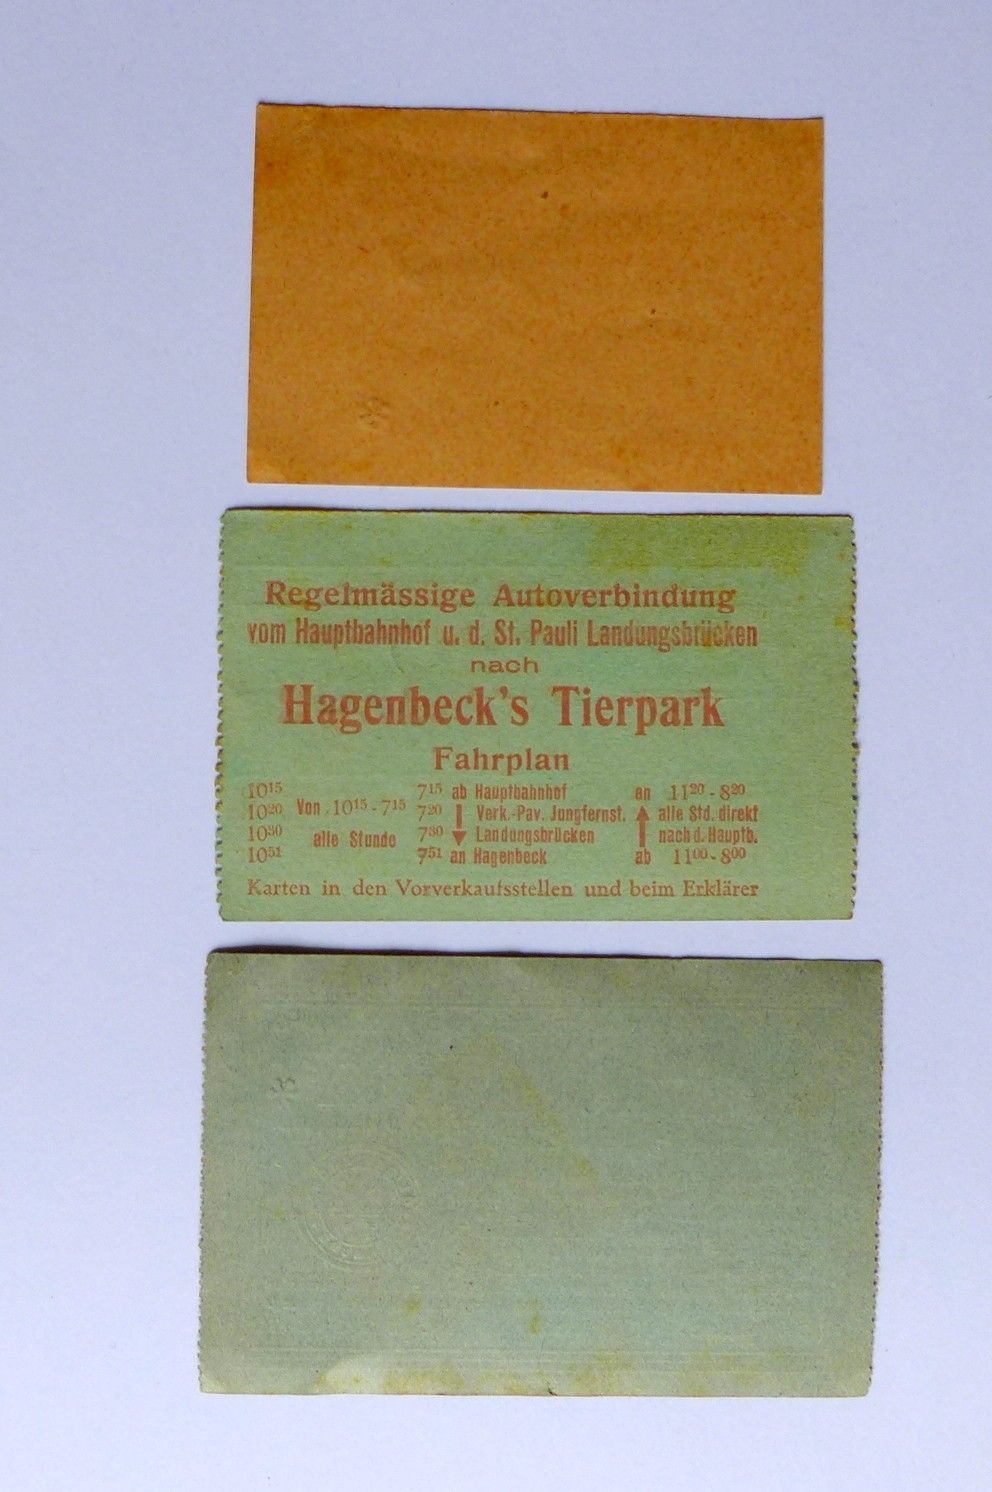 Regelmässige Autoverbindung
vom Hauptbahnhof u. d. St. Pauli Landungsbrücken
nach
Hagenbeck's Tierpark
Fahrplan
10¹⁵ 7¹⁵ ab Hauptbahnhof an 11²⁰-8²⁰
10²⁰ Von 10¹⁵-7¹⁵ 7²⁰ Verk.-Pav. Jungfernst. alle Std. direkt
10³⁰ alle Stunde 7³⁰ Landungsbrücken nach d. Hauptb.
10⁵¹ 7⁵¹ an Hagenbeck ab 11⁰⁰-8⁰⁰
Karten in den Vorverkaufsstellen und beim Erklärer